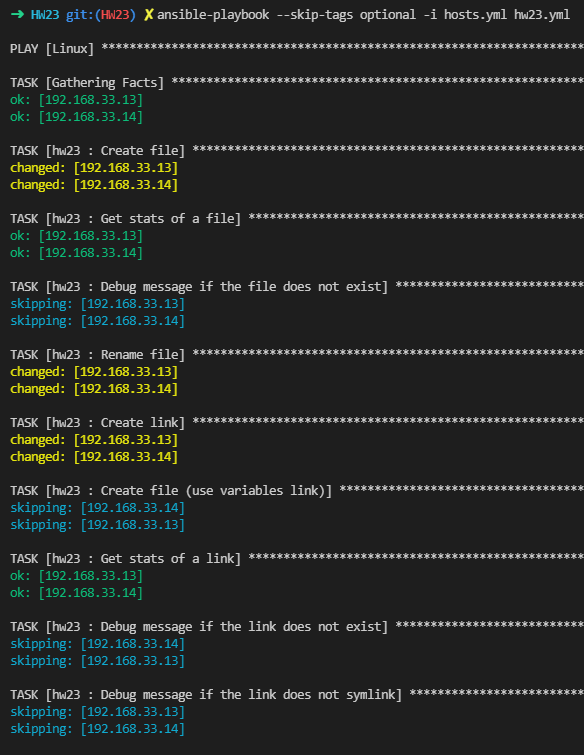 ➜ HW23 git:(HW23) ✗ ansible-playbook --skip-tags optional -i hosts.yml hw23.yml
PLAY [Linux] *********************************************************************
TASK [Gathering Facts] ***********************************************************
ok: [192.168.33.13]
ok: [192.168.33.14]
TASK [hw23 : Create file] ********************************************************
changed: [192.168.33.13]
changed: [192.168.33.14]
TASK [hw23 : Get stats of a file] ************************************************
ok: [192.168.33.13]
ok: [192.168.33.14]
TASK [hw23 : Debug message if the file does not exist] ***************************
skipping: [192.168.33.13]
skipping: [192.168.33.14]
TASK [hw23 : Rename file] ********************************************************
changed: [192.168.33.13]
changed: [192.168.33.14]
TASK [hw23 : Create link] ********************************************************
changed: [192.168.33.13]
changed: [192.168.33.14]
TASK [hw23 : Create file (use variables link)] ***********************************
skipping: [192.168.33.14]
skipping: [192.168.33.13]
TASK [hw23 : Get stats of a link] ************************************************
ok: [192.168.33.13]
ok: [192.168.33.14]
TASK [hw23 : Debug message if the link does not exist] ***************************
skipping: [192.168.33.14]
skipping: [192.168.33.13]
TASK [hw23 : Debug message if the link does not symlink] *************************
skipping: [192.168.33.13]
skipping: [192.168.33.14]